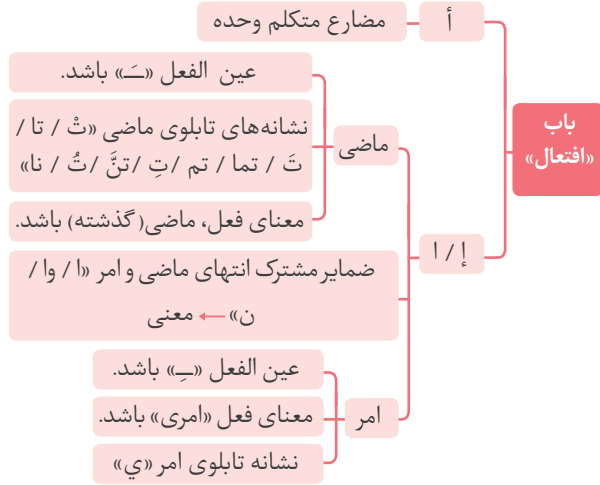 باب
«افتعال»
أ
مضارع متکلم وحده
إ / ا
ماضی
عین الفعل «ـَـ» باشد.
نشانه‌های تابلوی ماضی «تْ / تا /
تَ / تما / تم / تِ / تنَّ / تُ / نا»
معنای فعل، ماضی(گذشته) باشد.
ضمایر مشترک انتهای ماضی و امر «ا / وا /
ن» ← معنی
امر
عین الفعل «ـِـ» باشد.
معنای فعل «امری» باشد.
نشانه تابلوی امر «ي»